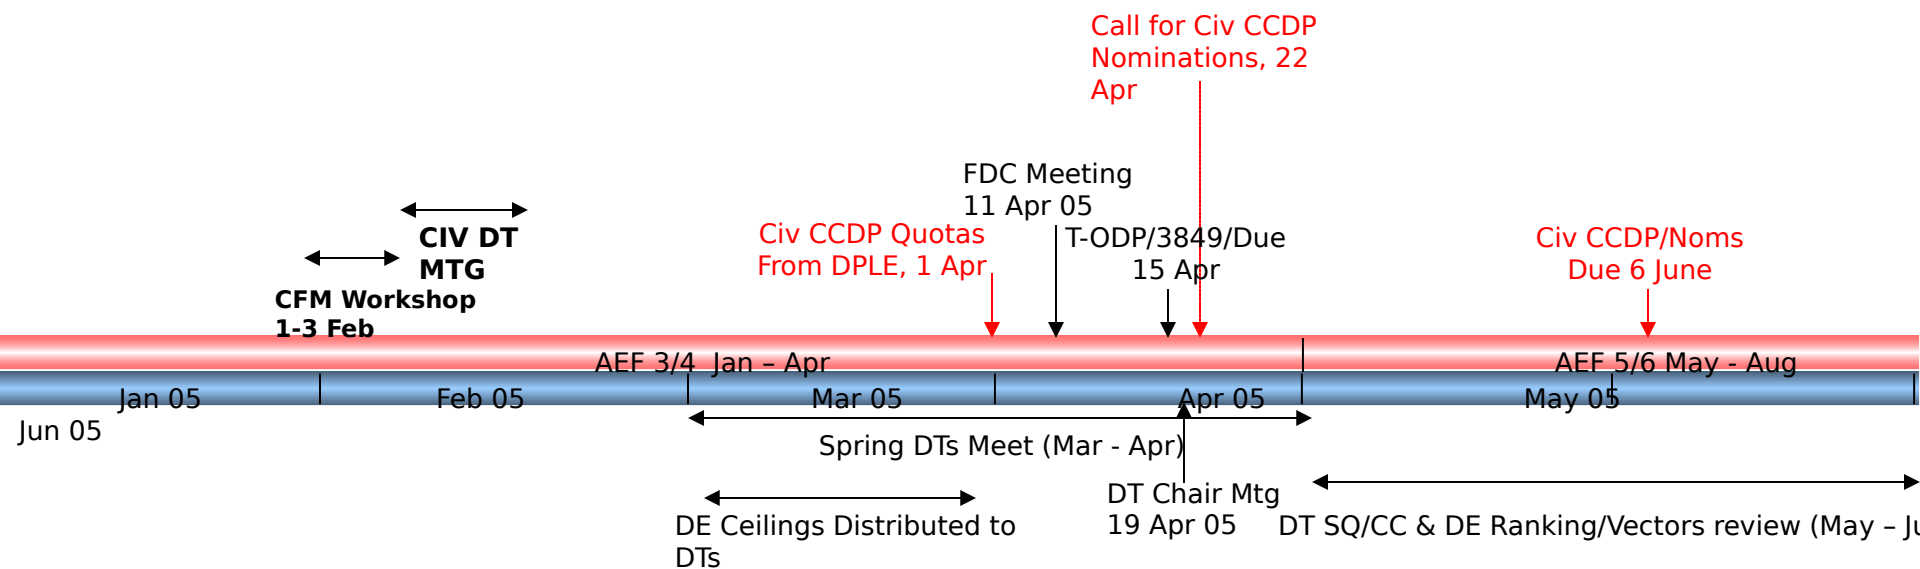 Call for Civ CCDP
Nominations, 22
Apr
FDC Meeting
11 Apr 05
CIV DT
MTG
Civ CCDP Quotas
From DPLE, 1 Apr
T-ODP/3849/Due
15 Apr
Civ CCDP/Noms
Due 6 June
CFM Workshop
1-3 Feb
AEF 3/4 Jan – Apr
AEF 5/6 May - Aug
Jan 05
Feb 05
Mar 05
Apr 05
May 05
Jun 05
Spring DTs Meet (Mar - Apr)
DT Chair Mtg
19 Apr 05
DE Ceilings Distributed to
DTs
DT SQ/CC & DE Ranking/Vectors review (May –